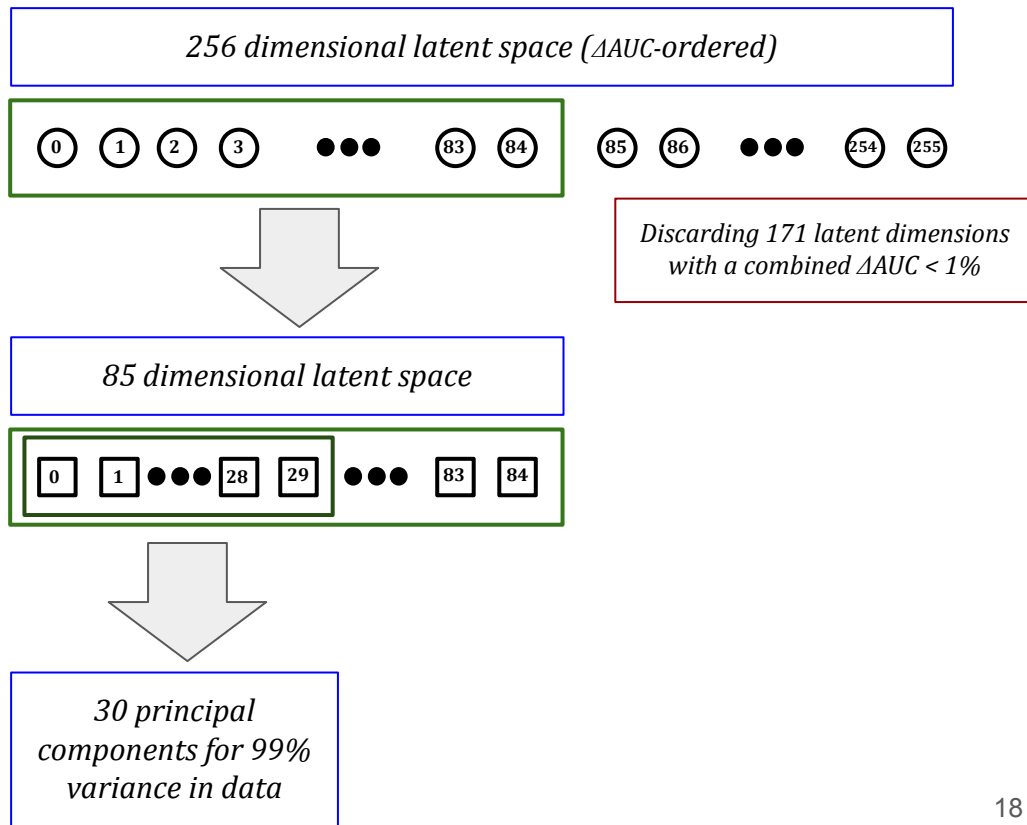 256 dimensional latent space (ΔAUC-ordered)
0 1 2 3 ●●● 83 84 85 86 ●●● 254 255
Discarding 171 latent dimensions
with a combined ΔAUC < 1%
85 dimensional latent space
0 1 ●●● 28 29 ●●● 83 84
30 principal
components for 99%
variance in data
18